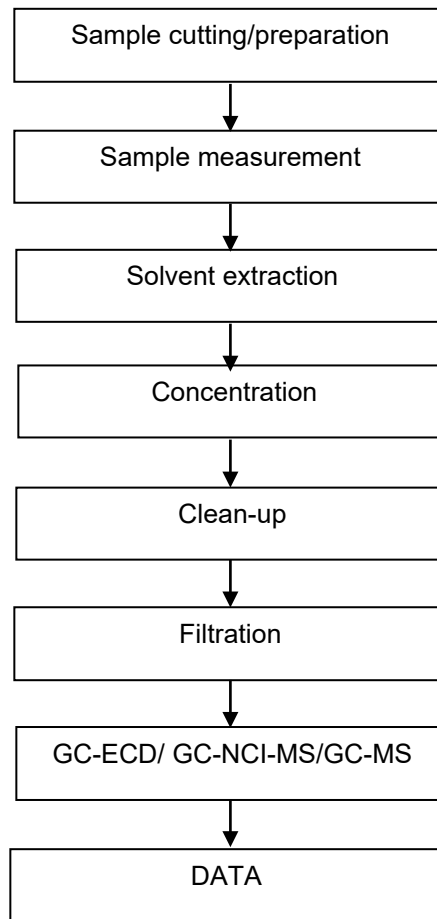 Sample cutting/preparation
Sample measurement
Solvent extraction
Concentration
Clean-up
Filtration
GC-ECD/ GC-NCI-MS/GC-MS
DATA